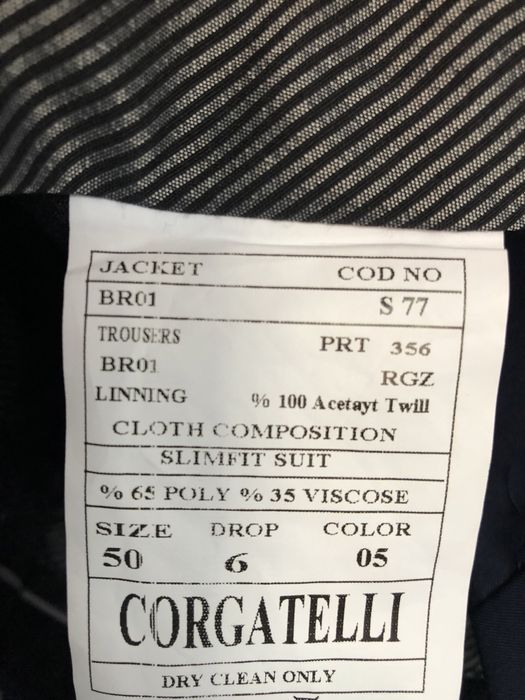 JACKET COD NO
BR01 S 77
TROUSERS PRT 356
BR01 RGZ
LINNING % 100 Acetayt Twill
CLOTH COMPOSITION
SLIMFIT SUIT
% 65 POLY % 35 VISCOSE
SIZE DROP COLOR
50 6 05
CORGATELLI
DRY CLEAN ONLY